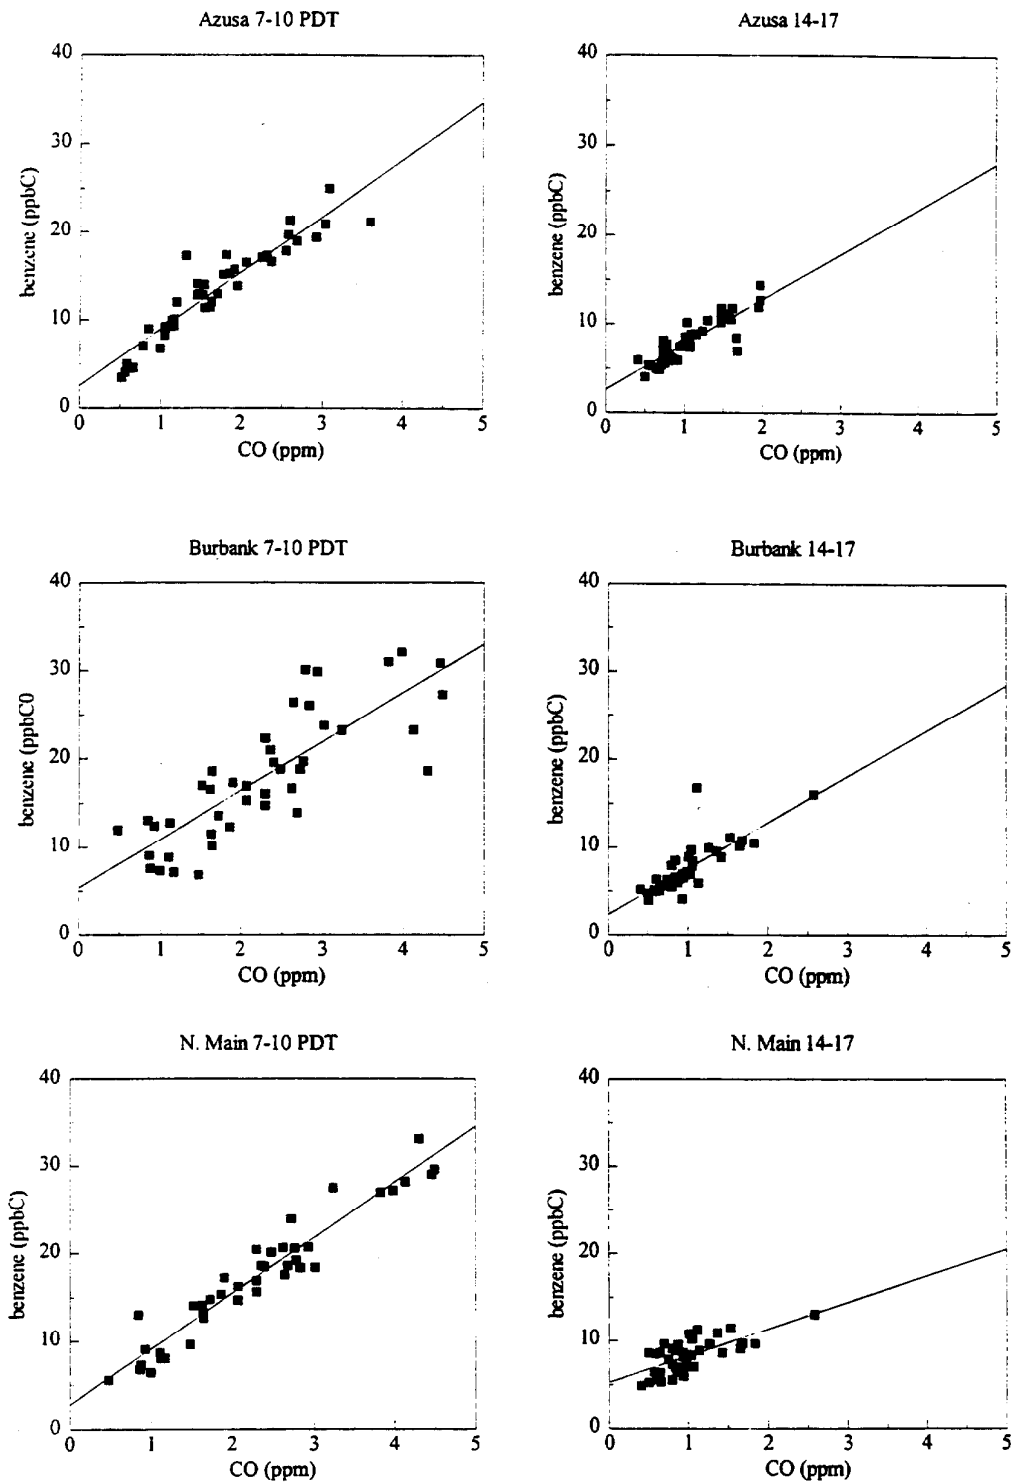 Azusa 7-10 PDT
40
30
20
10
0
benzene (ppbC)
0 1 2 3 4 5
CO (ppm)
Azusa 14-17
40
30
20
10
0
benzene (ppbC)
0 1 2 3 4 5
CO (ppm)
Burbank 7-10 PDT
40
30
20
10
0
benzene (ppbC0
0 1 2 3 4 5
CO (ppm)
Burbank 14-17
40
30
20
10
0
benzene (ppbC)
0 1 2 3 4 5
CO (ppm)
N. Main 7-10 PDT
40
30
20
10
0
benzene (ppbC)
0 1 2 3 4 5
CO (ppm)
N. Main 14-17
40
30
20
10
0
benzene (ppbC)
0 1 2 3 4 5
CO (ppm)